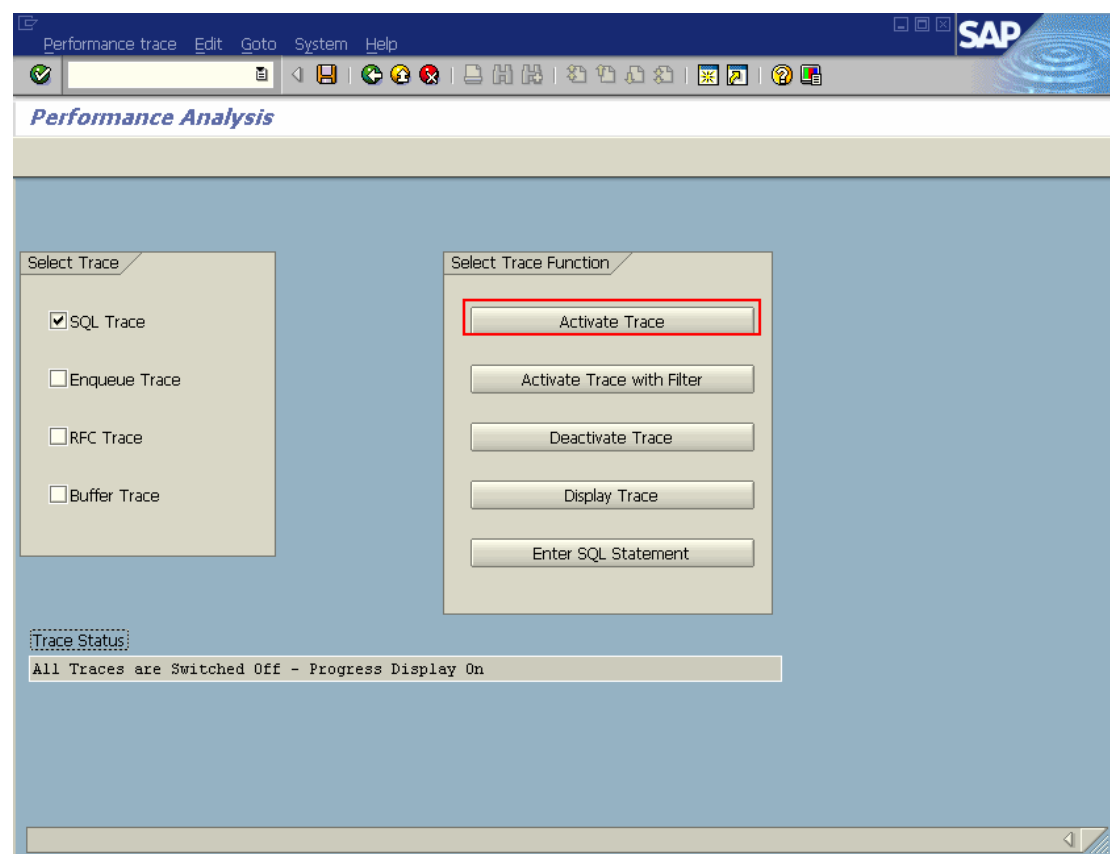 Performance trace Edit Goto System Help
SAP
Performance Analysis
Select Trace
SQL Trace
Enqueue Trace
RFC Trace
Buffer Trace
Select Trace Function
Activate Trace
Activate Trace with Filter
Deactivate Trace
Display Trace
Enter SQL Statement
Trace Status
All Traces are Switched Off - Progress Display On